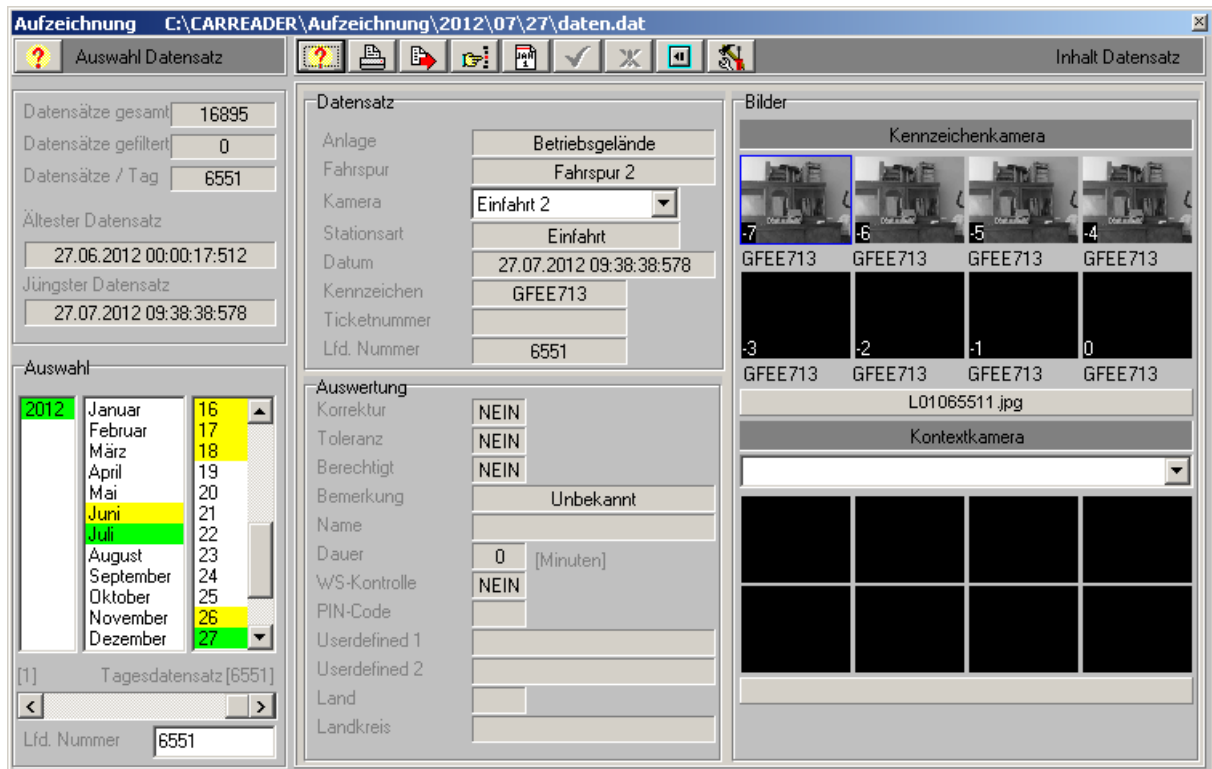 Aufzeichnung C:\CARREADER\Aufzeichnung\2012\07\27\daten.dat
Auswahl Datensatz
Inhalt Datensatz
Datensätze gesamt 16895
Datensätze gefiltert 0
Datensätze / Tag 6551
Ältester Datensatz
27.06.2012 00:00:17:512
Jüngster Datensatz
27.07.2012 09:38:38:578
Auswahl
2012
Januar
Februar
März
April
Mai
Juni
Juli
August
September
Oktober
November
Dezember
16
17
18
19
20
21
22
23
24
25
26
27
[1] Tagesdatensatz [6551]
Lfd. Nummer 6551
Datensatz
Anlage Betriebsgelände
Fahrspur Fahrspur 2
Kamera Einfahrt 2
Stationsart Einfahrt
Datum 27.07.2012 09:38:38:578
Kennzeichen GFEE713
Ticketnummer
Lfd. Nummer 6551
Auswertung
Korrektur NEIN
Toleranz NEIN
Berechtigt NEIN
Bemerkung Unbekannt
Name
Dauer 0 [Minuten]
WS-Kontrolle NEIN
PIN-Code
Userdefined 1
Userdefined 2
Land
Landkreis
Bilder
Kennzeichenkamera
-7 -6 -5 -4
GFEE713 GFEE713 GFEE713 GFEE713
-3 -2 -1 0
GFEE713 GFEE713 GFEE713 GFEE713
L01065511.jpg
Kontextkamera